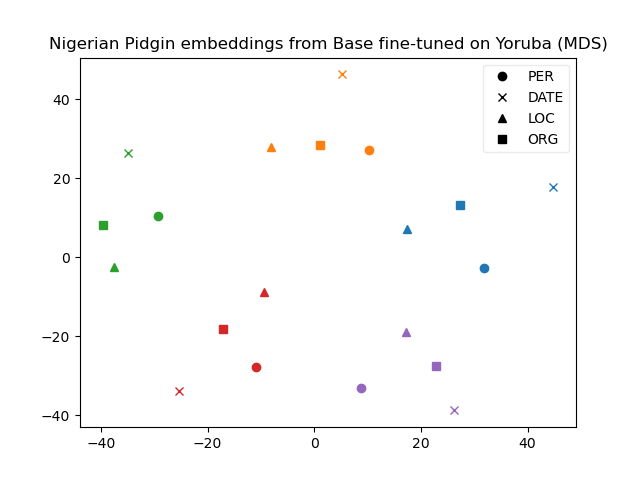 Nigerian Pidgin embeddings from Base fine-tuned on Yoruba (MDS)
PER
DATE
LOC
ORG
40
20
0
−20
−40
−40
−20
0
20
40